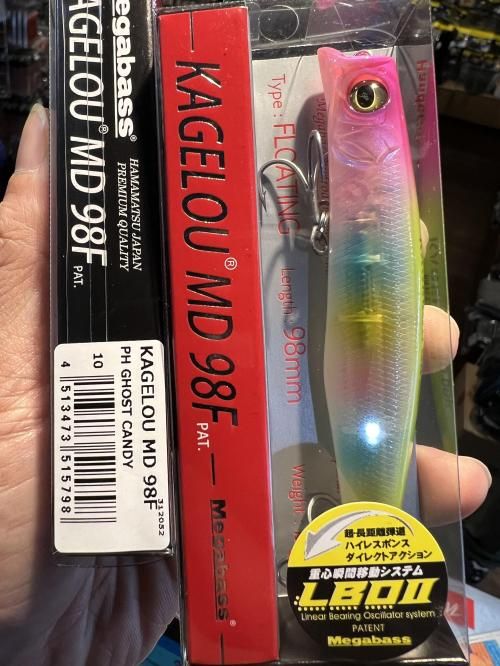 Megabass®
HAMAMATSU JAPAN
PREMIUM QUALITY
KAGELOU® MD 98F
PAT.
KAGELOU MD 98F
312052
PH GHOST CANDY
10
4 513473 515798
KAGELOU® MD 98F
PAT.
Megabass®
Type : FLOATING
Length : 98mm
Weight :
超・長距離弾道
ハイレスポンス
ダイレクトアクション
重心瞬間移動システム
LBOII
Linear Bearing Oscillator system
PATENT
Megabass